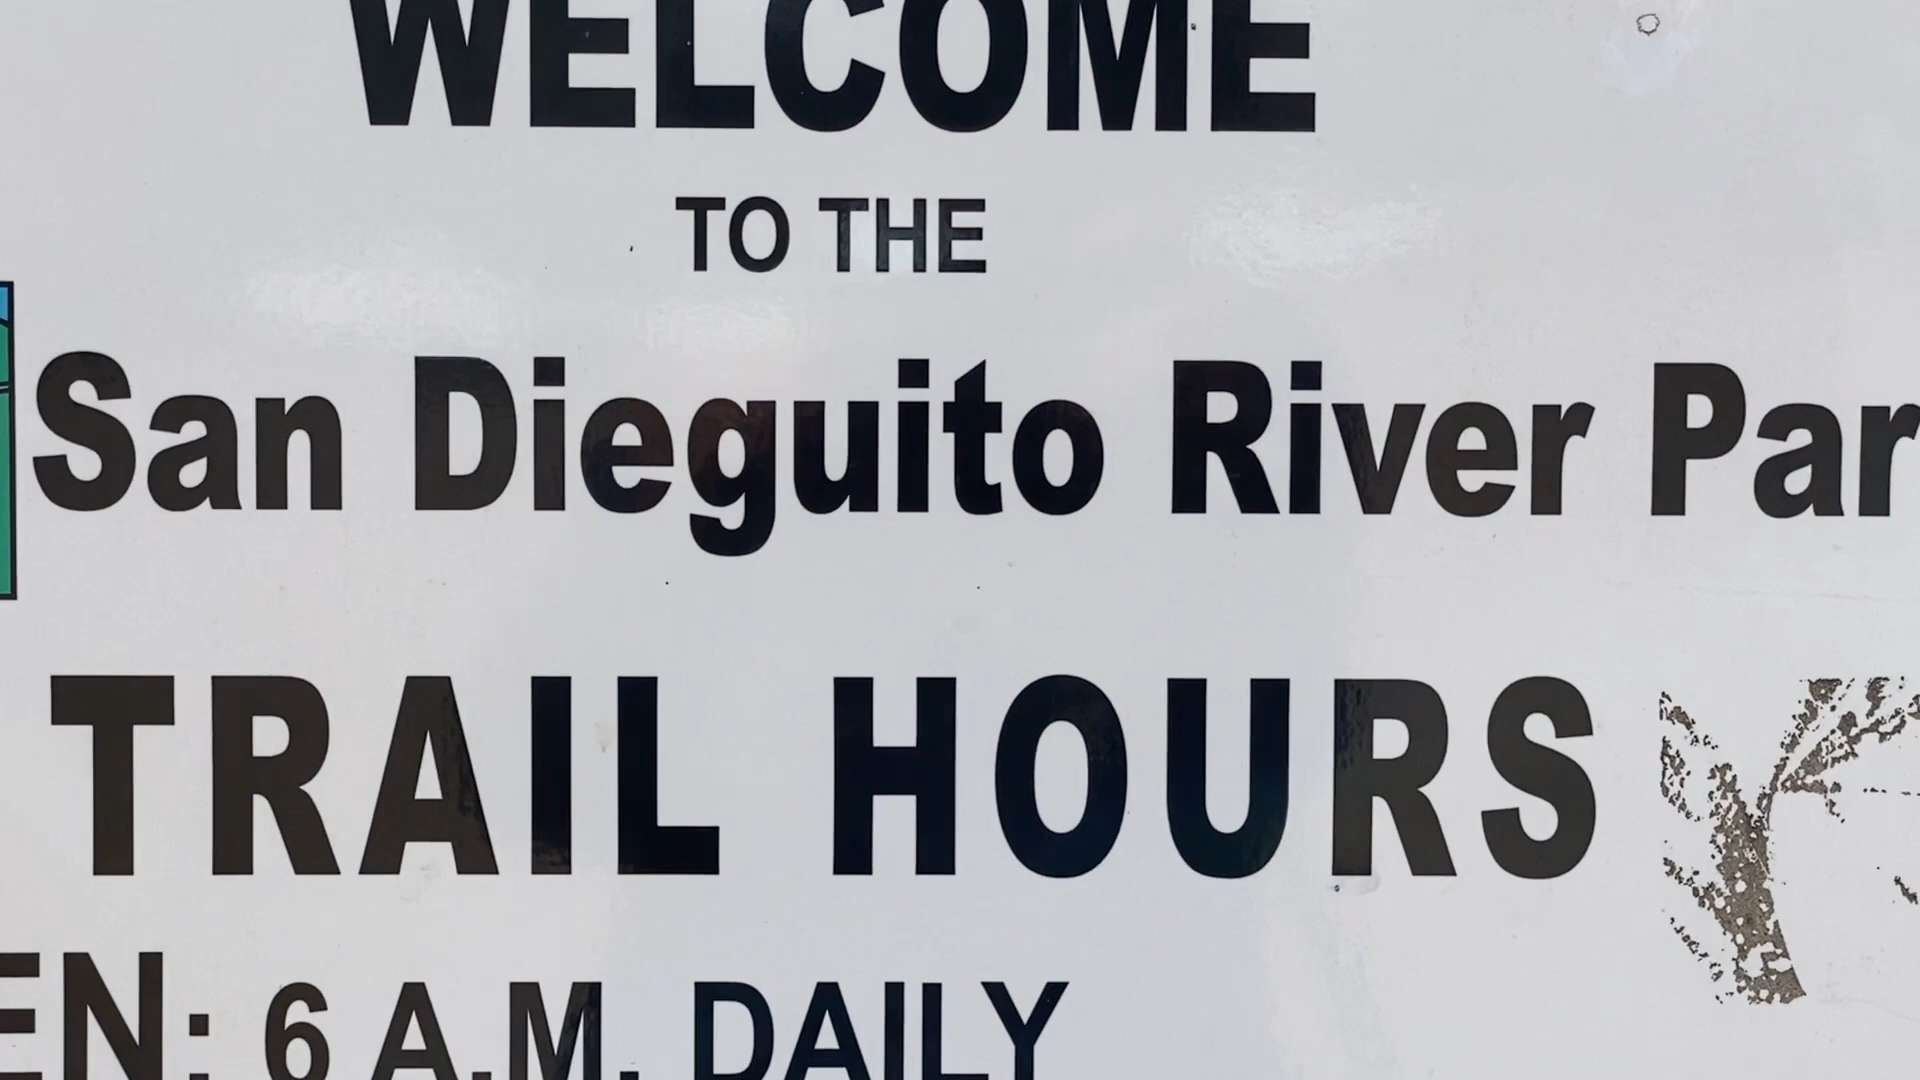 WELCOME
TO THE
San Dieguito River Par
TRAIL HOURS
EN: 6 A.M. DAILY